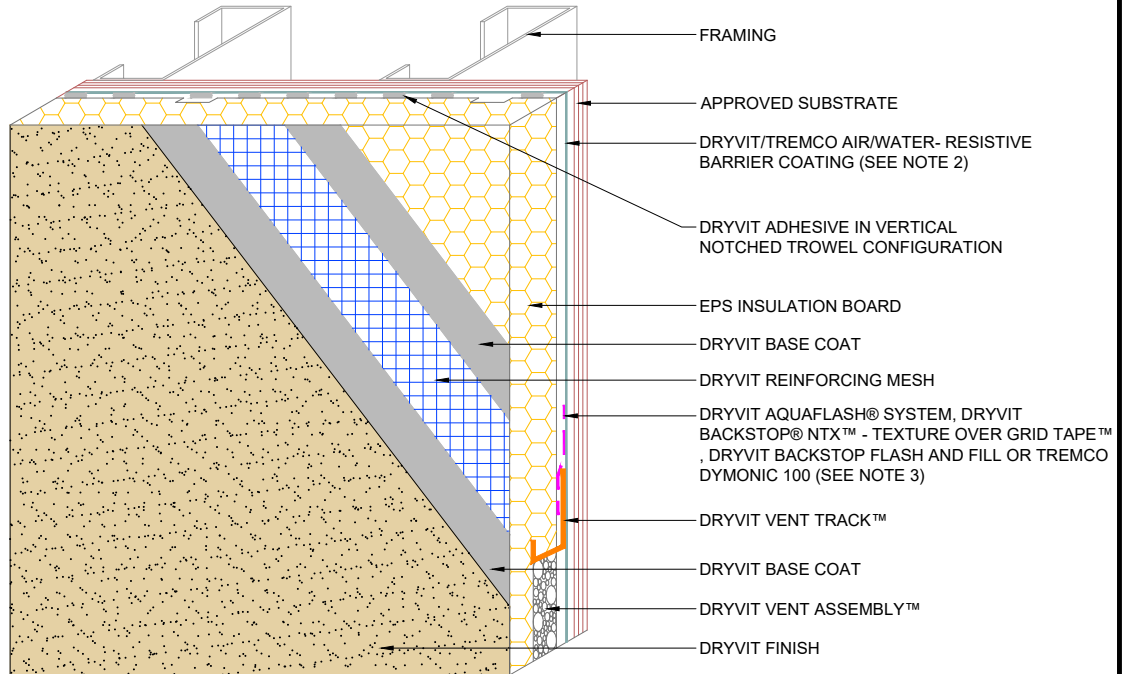 FRAMING
APPROVED SUBSTRATE
DRYVIT/TREMCO AIR/WATER- RESISTIVE
BARRIER COATING (SEE NOTE 2)
DRYVIT ADHESIVE IN VERTICAL
NOTCHED TROWEL CONFIGURATION
EPS INSULATION BOARD
DRYVIT BASE COAT
DRYVIT REINFORCING MESH
DRYVIT AQUAFLASH® SYSTEM, DRYVIT
BACKSTOP® NTX™ - TEXTURE OVER GRID TAPE™
, DRYVIT BACKSTOP FLASH AND FILL OR TREMCO
DYMONIC 100 (SEE NOTE 3)
DRYVIT VENT TRACK™
DRYVIT BASE COAT
DRYVIT VENT ASSEMBLY™
DRYVIT FINISH